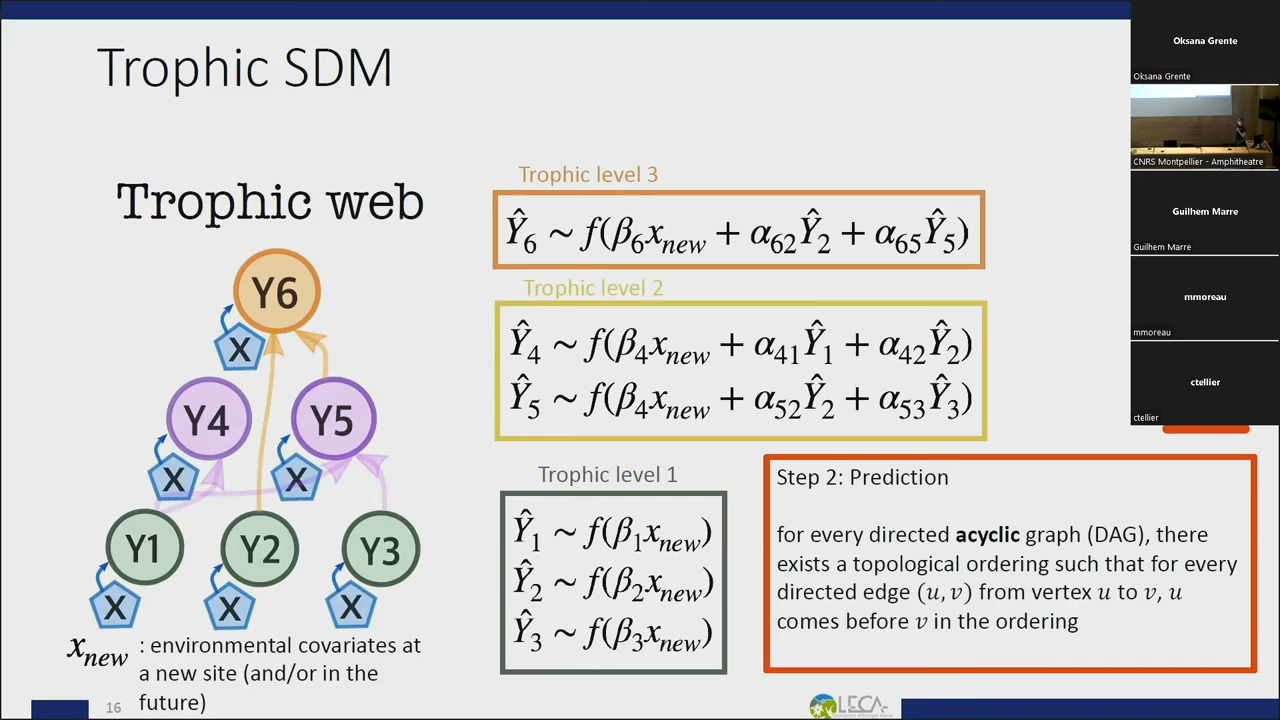 Trophic SDM
Trophic web
Y6
X
Y4
Y5
X
X
Y1
Y2
Y3
X
X
X
x_new : environmental covariates at
a new site (and/or in the
future)
16
Trophic level 3
Ŷ₆ ~ f(β₆x_new + α₆₂Ŷ₂ + α₆₅Ŷ₅)
Trophic level 2
Ŷ₄ ~ f(β₄x_new + α₄₁Ŷ₁ + α₄₂Ŷ₂)
Ŷ₅ ~ f(β₄x_new + α₅₂Ŷ₂ + α₅₃Ŷ₃)
Trophic level 1
Ŷ₁ ~ f(β₁x_new)
Ŷ₂ ~ f(β₂x_new)
Ŷ₃ ~ f(β₃x_new)
Step 2: Prediction
for every directed acyclic graph (DAG), there
exists a topological ordering such that for every
directed edge (u, v) from vertex u to v, u
comes before v in the ordering
LECA
Oksana Grente
Oksana Grente
CNRS Montpellier - Amphitheatre
Guilhem Marre
Guilhem Marre
mmoreau
mmoreau
ctellier
ctellier